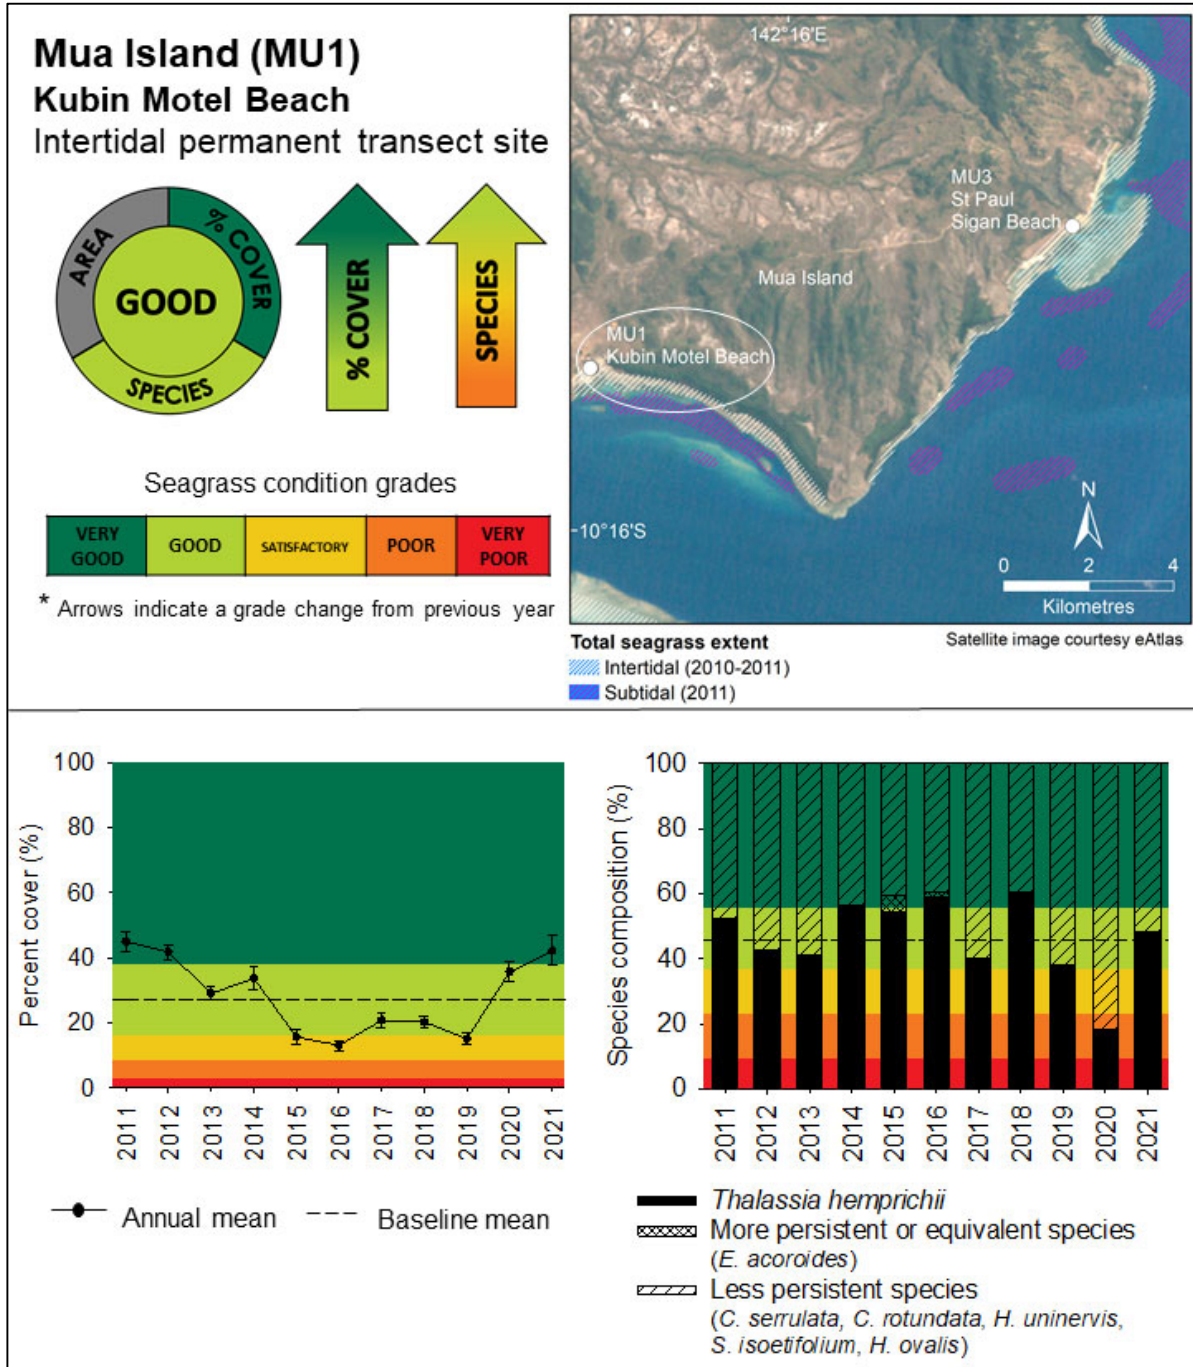 Mua Island (MU1)
Kubin Motel Beach
Intertidal permanent transect site
AREA
% COVER
SPECIES
GOOD
% COVER
SPECIES
Seagrass condition grades
VERY GOOD
GOOD
SATISFACTORY
POOR
VERY POOR
* Arrows indicate a grade change from previous year
142°16'E
MU3
St Paul
Sigan Beach
Mua Island
MU1
Kubin Motel Beach
10°16'S
N
0 2 4
Kilometres
Total seagrass extent
Satellite image courtesy eAtlas
Intertidal (2010-2011)
Subtidal (2011)
Percent cover (%)
100
80
60
40
20
0
2011 2012 2013 2014 2015 2016 2017 2018 2019 2020 2021
Annual mean
Baseline mean
Species composition (%)
100
80
60
40
20
0
2011 2012 2013 2014 2015 2016 2017 2018 2019 2020 2021
Thalassia hemprichii
More persistent or equivalent species
(E. acoroides)
Less persistent species
(C. serrulata, C. rotundata, H. uninervis,
S. isoetifolium, H. ovalis)